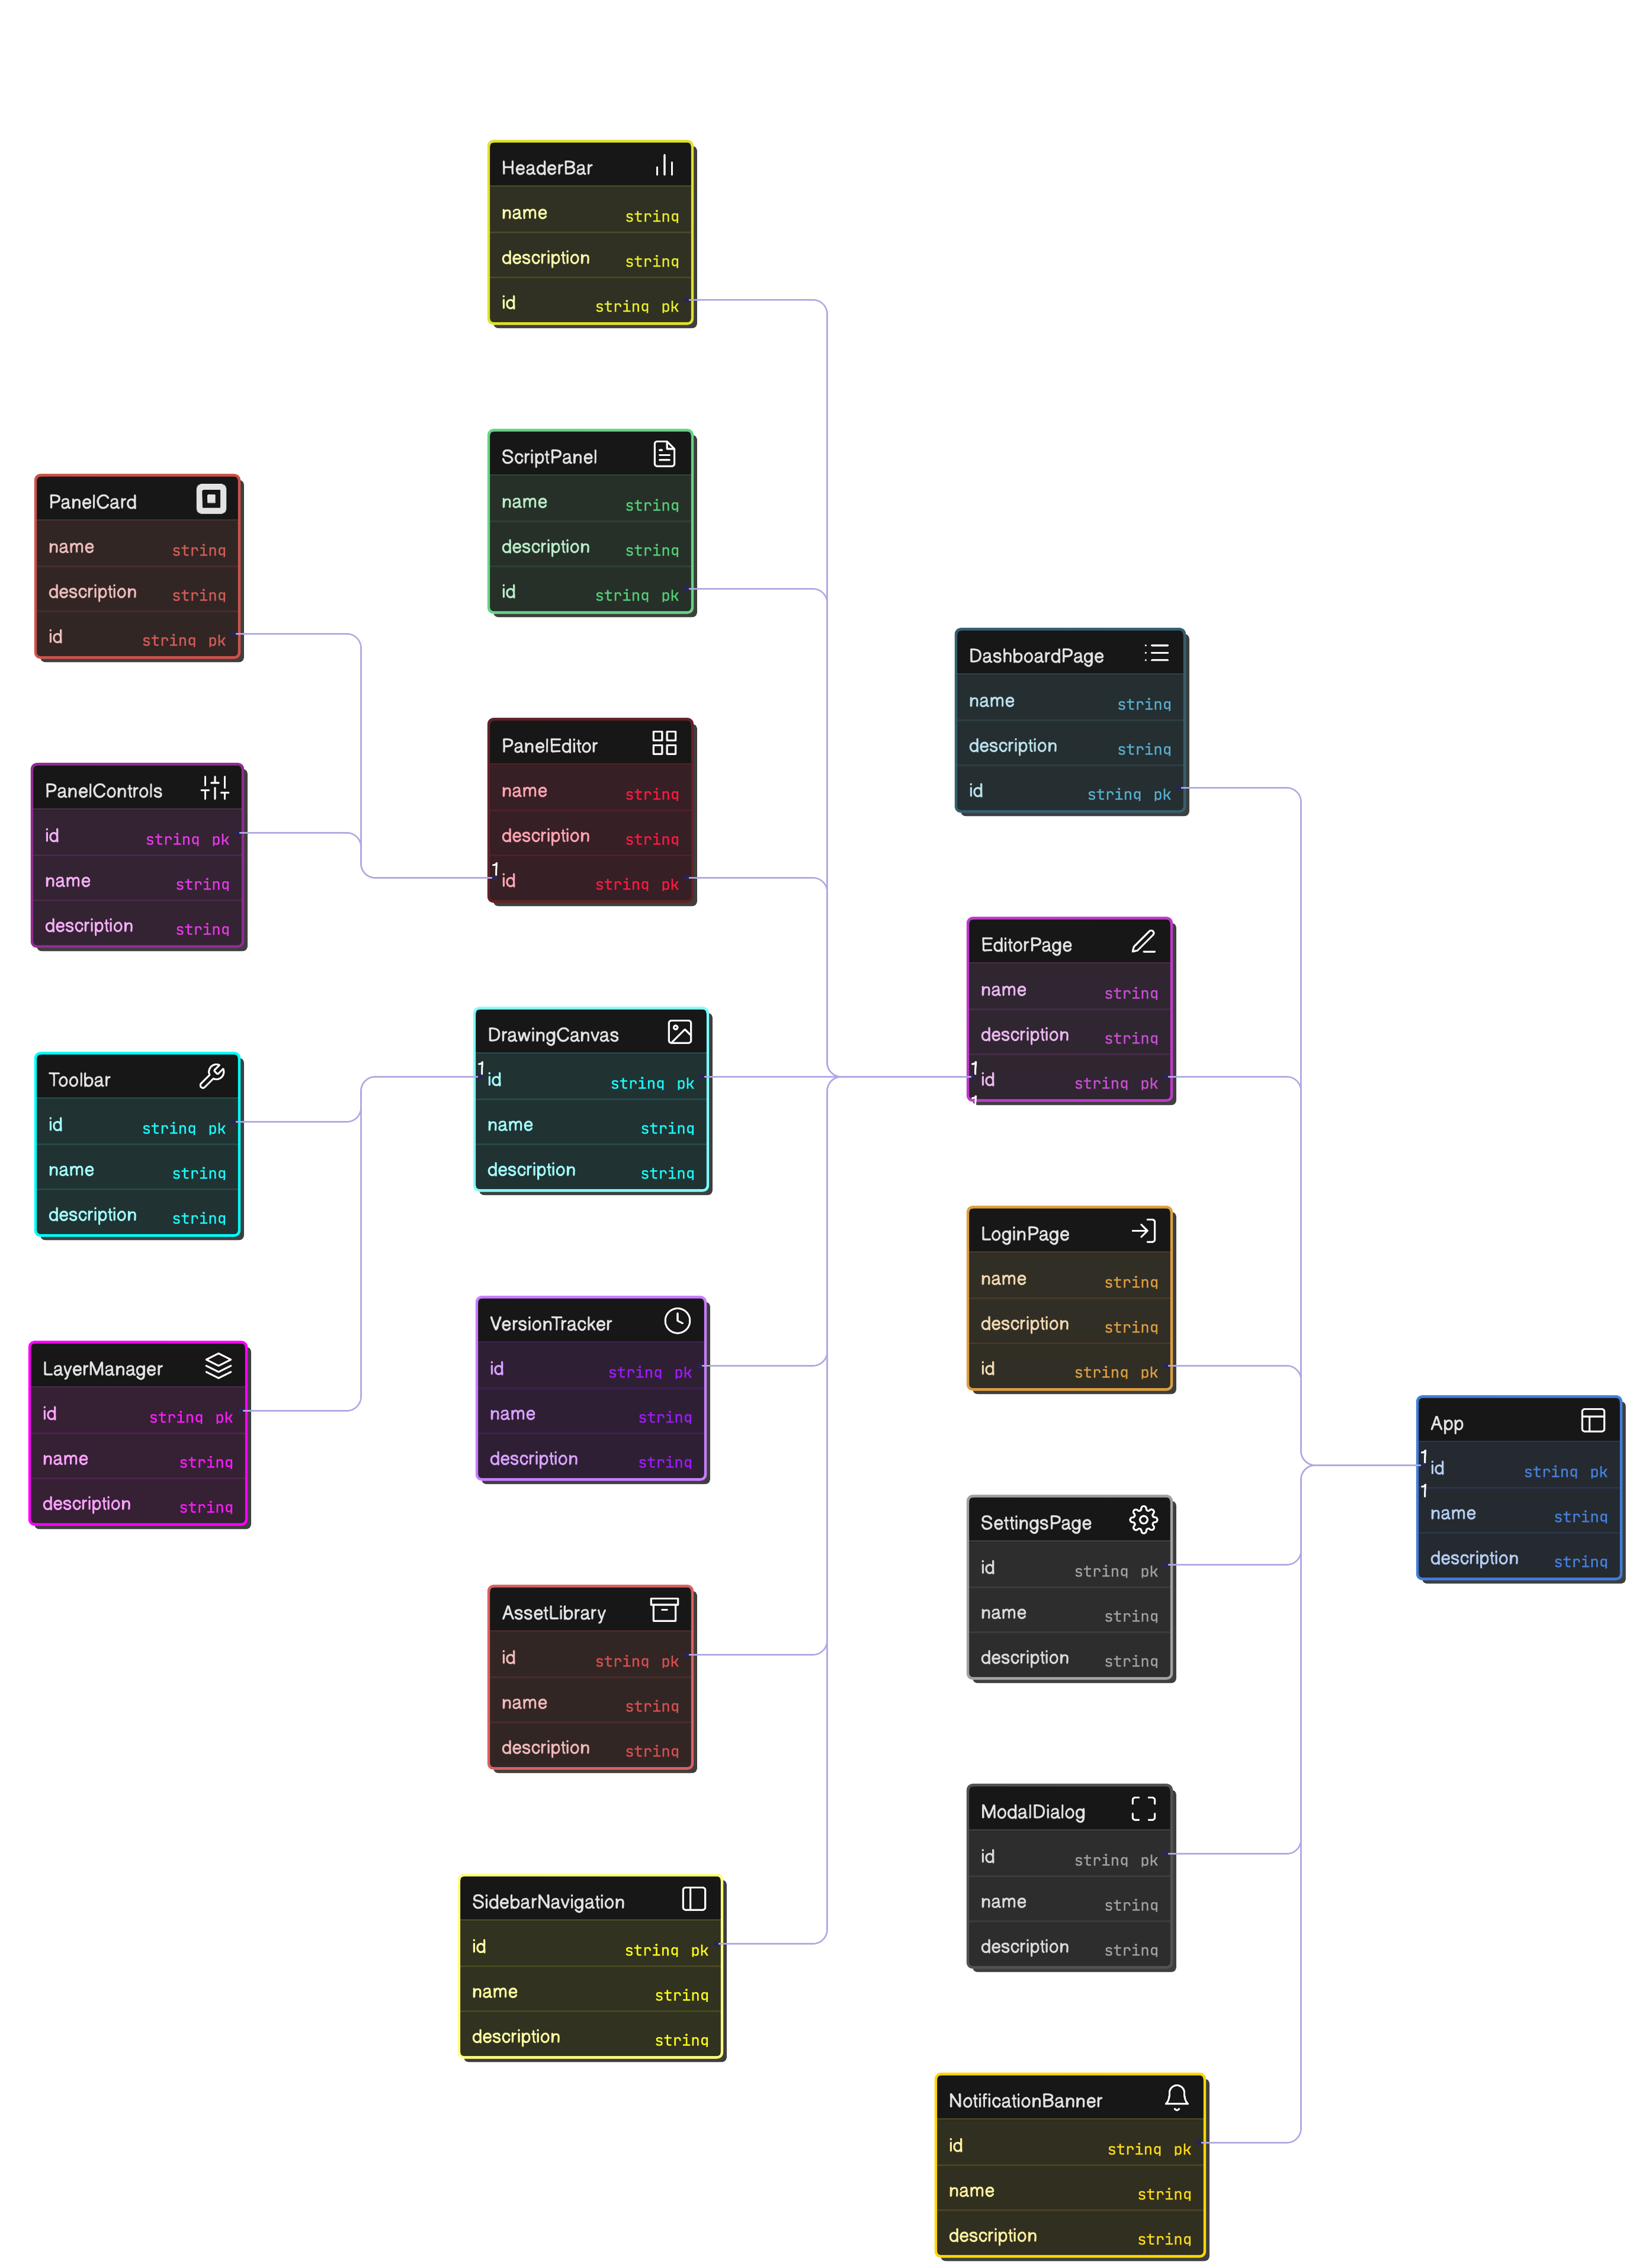 HeaderBar
name string
description string
id string pk
ScriptPanel
name string
description string
id string pk
PanelCard
name string
description string
id string pk
PanelControls
id string pk
name string
description string
PanelEditor
name string
description string
1
id string pk
DashboardPage
name string
description string
id string pk
Toolbar
id string pk
name string
description string
DrawingCanvas
1
id string pk
name string
description string
EditorPage
name string
description string
1
id string pk
1
LayerManager
id string pk
name string
description string
VersionTracker
id string pk
name string
description string
LoginPage
name string
description string
id string pk
App
1
id string pk
1
name string
description string
AssetLibrary
id string pk
name string
description string
SettingsPage
id string pk
name string
description string
SidebarNavigation
id string pk
name string
description string
ModalDialog
id string pk
name string
description string
NotificationBanner
id string pk
name string
description string